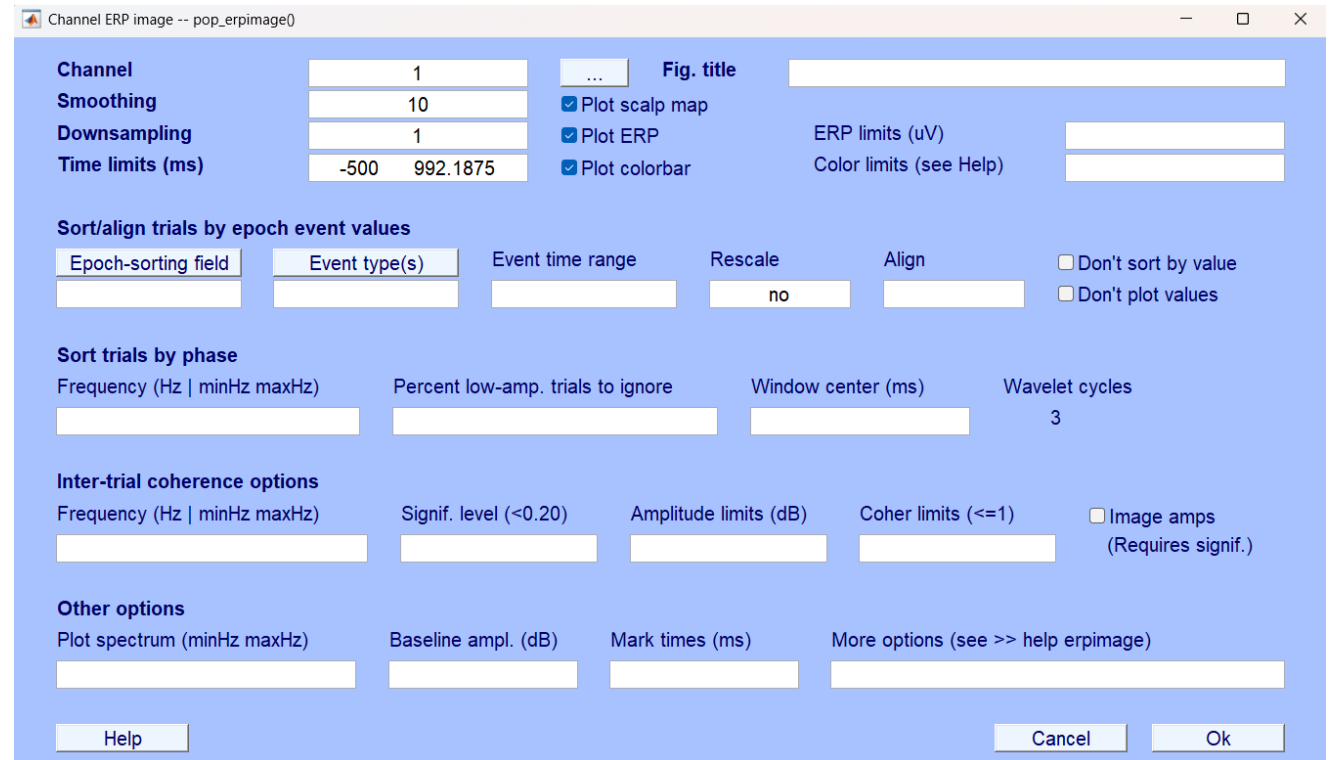 Channel ERP image -- pop_erpimage()
Channel 1 ... Fig. title
Smoothing 10 Plot scalp map
Downsampling 1 Plot ERP ERP limits (uV)
Time limits (ms) -500 992.1875 Plot colorbar Color limits (see Help)
Sort/align trials by epoch event values
Epoch-sorting field Event type(s) Event time range Rescale Align Don't sort by value
no Don't plot values
Sort trials by phase
Frequency (Hz | minHz maxHz) Percent low-amp. trials to ignore Window center (ms) Wavelet cycles
3
Inter-trial coherence options
Frequency (Hz | minHz maxHz) Signif. level (<0.20) Amplitude limits (dB) Coher limits (<=1) Image amps
(Requires signif.)
Other options
Plot spectrum (minHz maxHz) Baseline ampl. (dB) Mark times (ms) More options (see >> help erpimage)
Help Cancel Ok